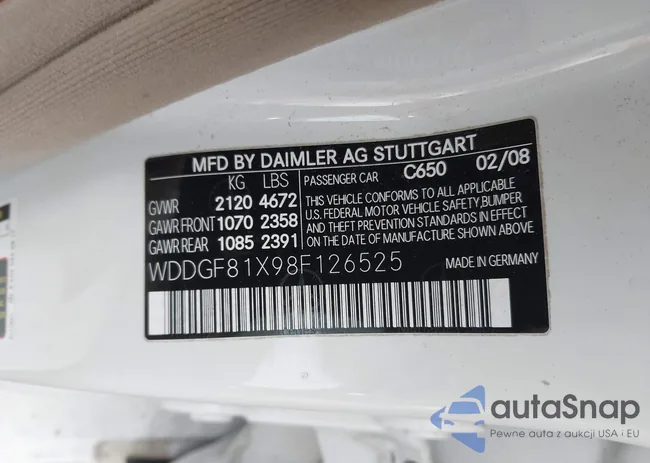 MFD BY DAIMLER AG STUTTGART
KG LBS PASSENGER CAR C650 02/08
GVWR 2120 4672
GAWR FRONT 1070 2358
GAWR REAR 1085 2391
THIS VEHICLE CONFORMS TO ALL APPLICABLE
U.S. FEDERAL MOTOR VEHICLE SAFETY,BUMPER
AND THEFT PREVENTION STANDARDS IN EFFECT
ON THE DATE OF MANUFACTURE SHOWN ABOVE.
WDDGF81X98F126525 MADE IN GERMANY
autaSnap
Pewne auta z aukcji USA i EU